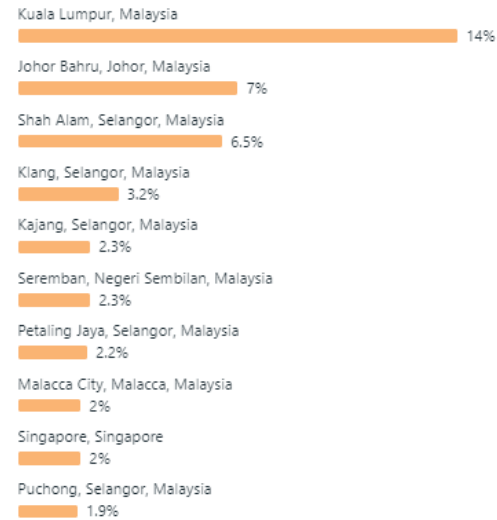 Kuala Lumpur, Malaysia
14%
Johor Bahru, Johor, Malaysia
7%
Shah Alam, Selangor, Malaysia
6.5%
Klang, Selangor, Malaysia
3.2%
Kajang, Selangor, Malaysia
2.3%
Seremban, Negeri Sembilan, Malaysia
2.3%
Petaling Jaya, Selangor, Malaysia
2.2%
Malacca City, Malacca, Malaysia
2%
Singapore, Singapore
2%
Puchong, Selangor, Malaysia
1.9%